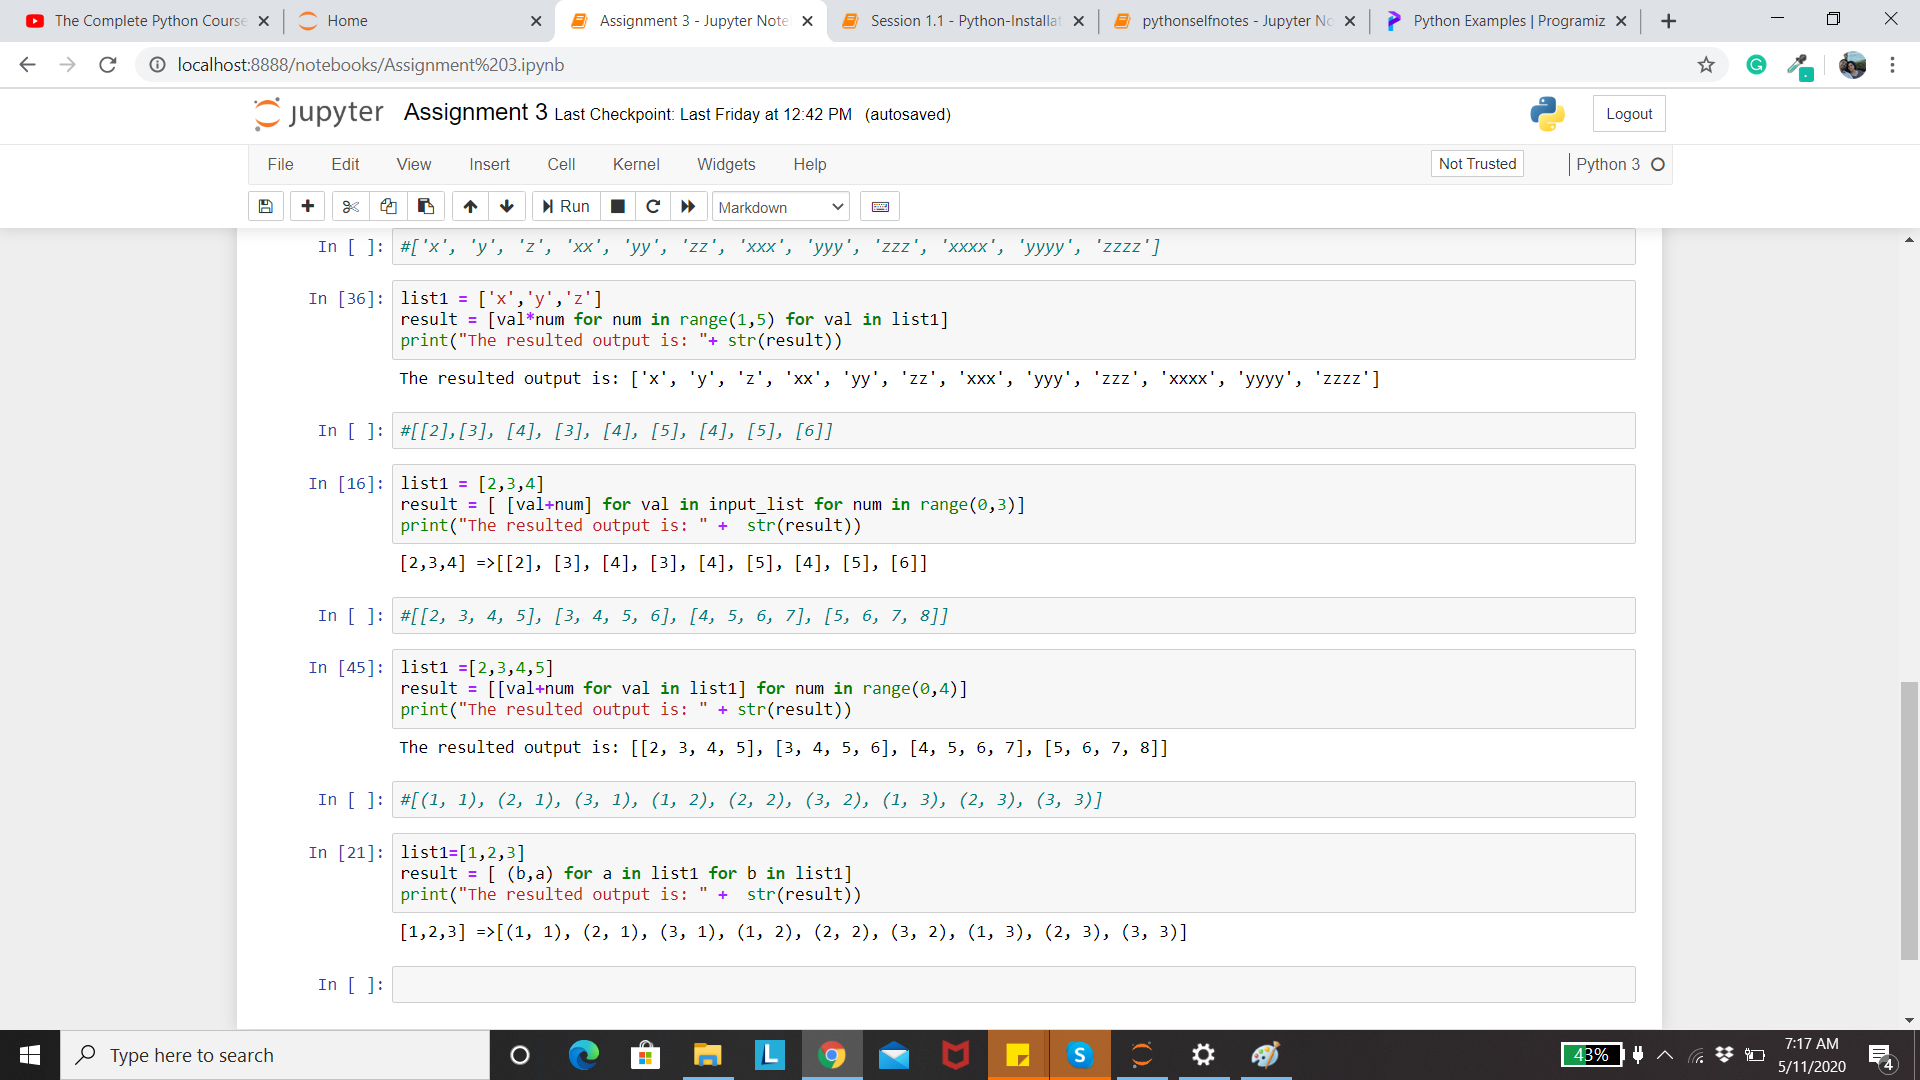 The Complete Python Course
Home
Assignment 3 - Jupyter Note
Session 1.1 - Python-Installat
pythonselfnotes - Jupyter No
Python Examples | Programiz
localhost:8888/notebooks/Assignment%203.ipynb
jupyter Assignment 3 Last Checkpoint: Last Friday at 12:42 PM (autosaved)
Logout
File Edit View Insert Cell Kernel Widgets Help
Not Trusted
Python 3
Run
Markdown
In [ ]: #['x', 'y', 'z', 'xx', 'yy', 'zz', 'xxx', 'yyy', 'zzz', 'xxxx', 'yyyy', 'zzzz']
In [36]: list1 = ['x','y','z']
result = [val*num for num in range(1,5) for val in list1]
print("The resulted output is: "+ str(result))
The resulted output is: ['x', 'y', 'z', 'xx', 'yy', 'zz', 'xxx', 'yyy', 'zzz', 'xxxx', 'yyyy', 'zzzz']
In [ ]: #[[2],[3], [4], [3], [4], [5], [4], [5], [6]]
In [16]: list1 = [2,3,4]
result = [ [val+num] for val in input_list for num in range(0,3)]
print("The resulted output is: " +  str(result))
[2,3,4] =>[[2], [3], [4], [3], [4], [5], [4], [5], [6]]
In [ ]: #[[2, 3, 4, 5], [3, 4, 5, 6], [4, 5, 6, 7], [5, 6, 7, 8]]
In [45]: list1 =[2,3,4,5]
result = [[val+num for val in list1] for num in range(0,4)]
print("The resulted output is: " + str(result))
The resulted output is: [[2, 3, 4, 5], [3, 4, 5, 6], [4, 5, 6, 7], [5, 6, 7, 8]]
In [ ]: #[(1, 1), (2, 1), (3, 1), (1, 2), (2, 2), (3, 2), (1, 3), (2, 3), (3, 3)]
In [21]: list1=[1,2,3]
result = [ (b,a) for a in list1 for b in list1]
print("The resulted output is: " +  str(result))
[1,2,3] =>[(1, 1), (2, 1), (3, 1), (1, 2), (2, 2), (3, 2), (1, 3), (2, 3), (3, 3)]
In [ ]:
Type here to search
43%
7:17 AM
5/11/2020
4